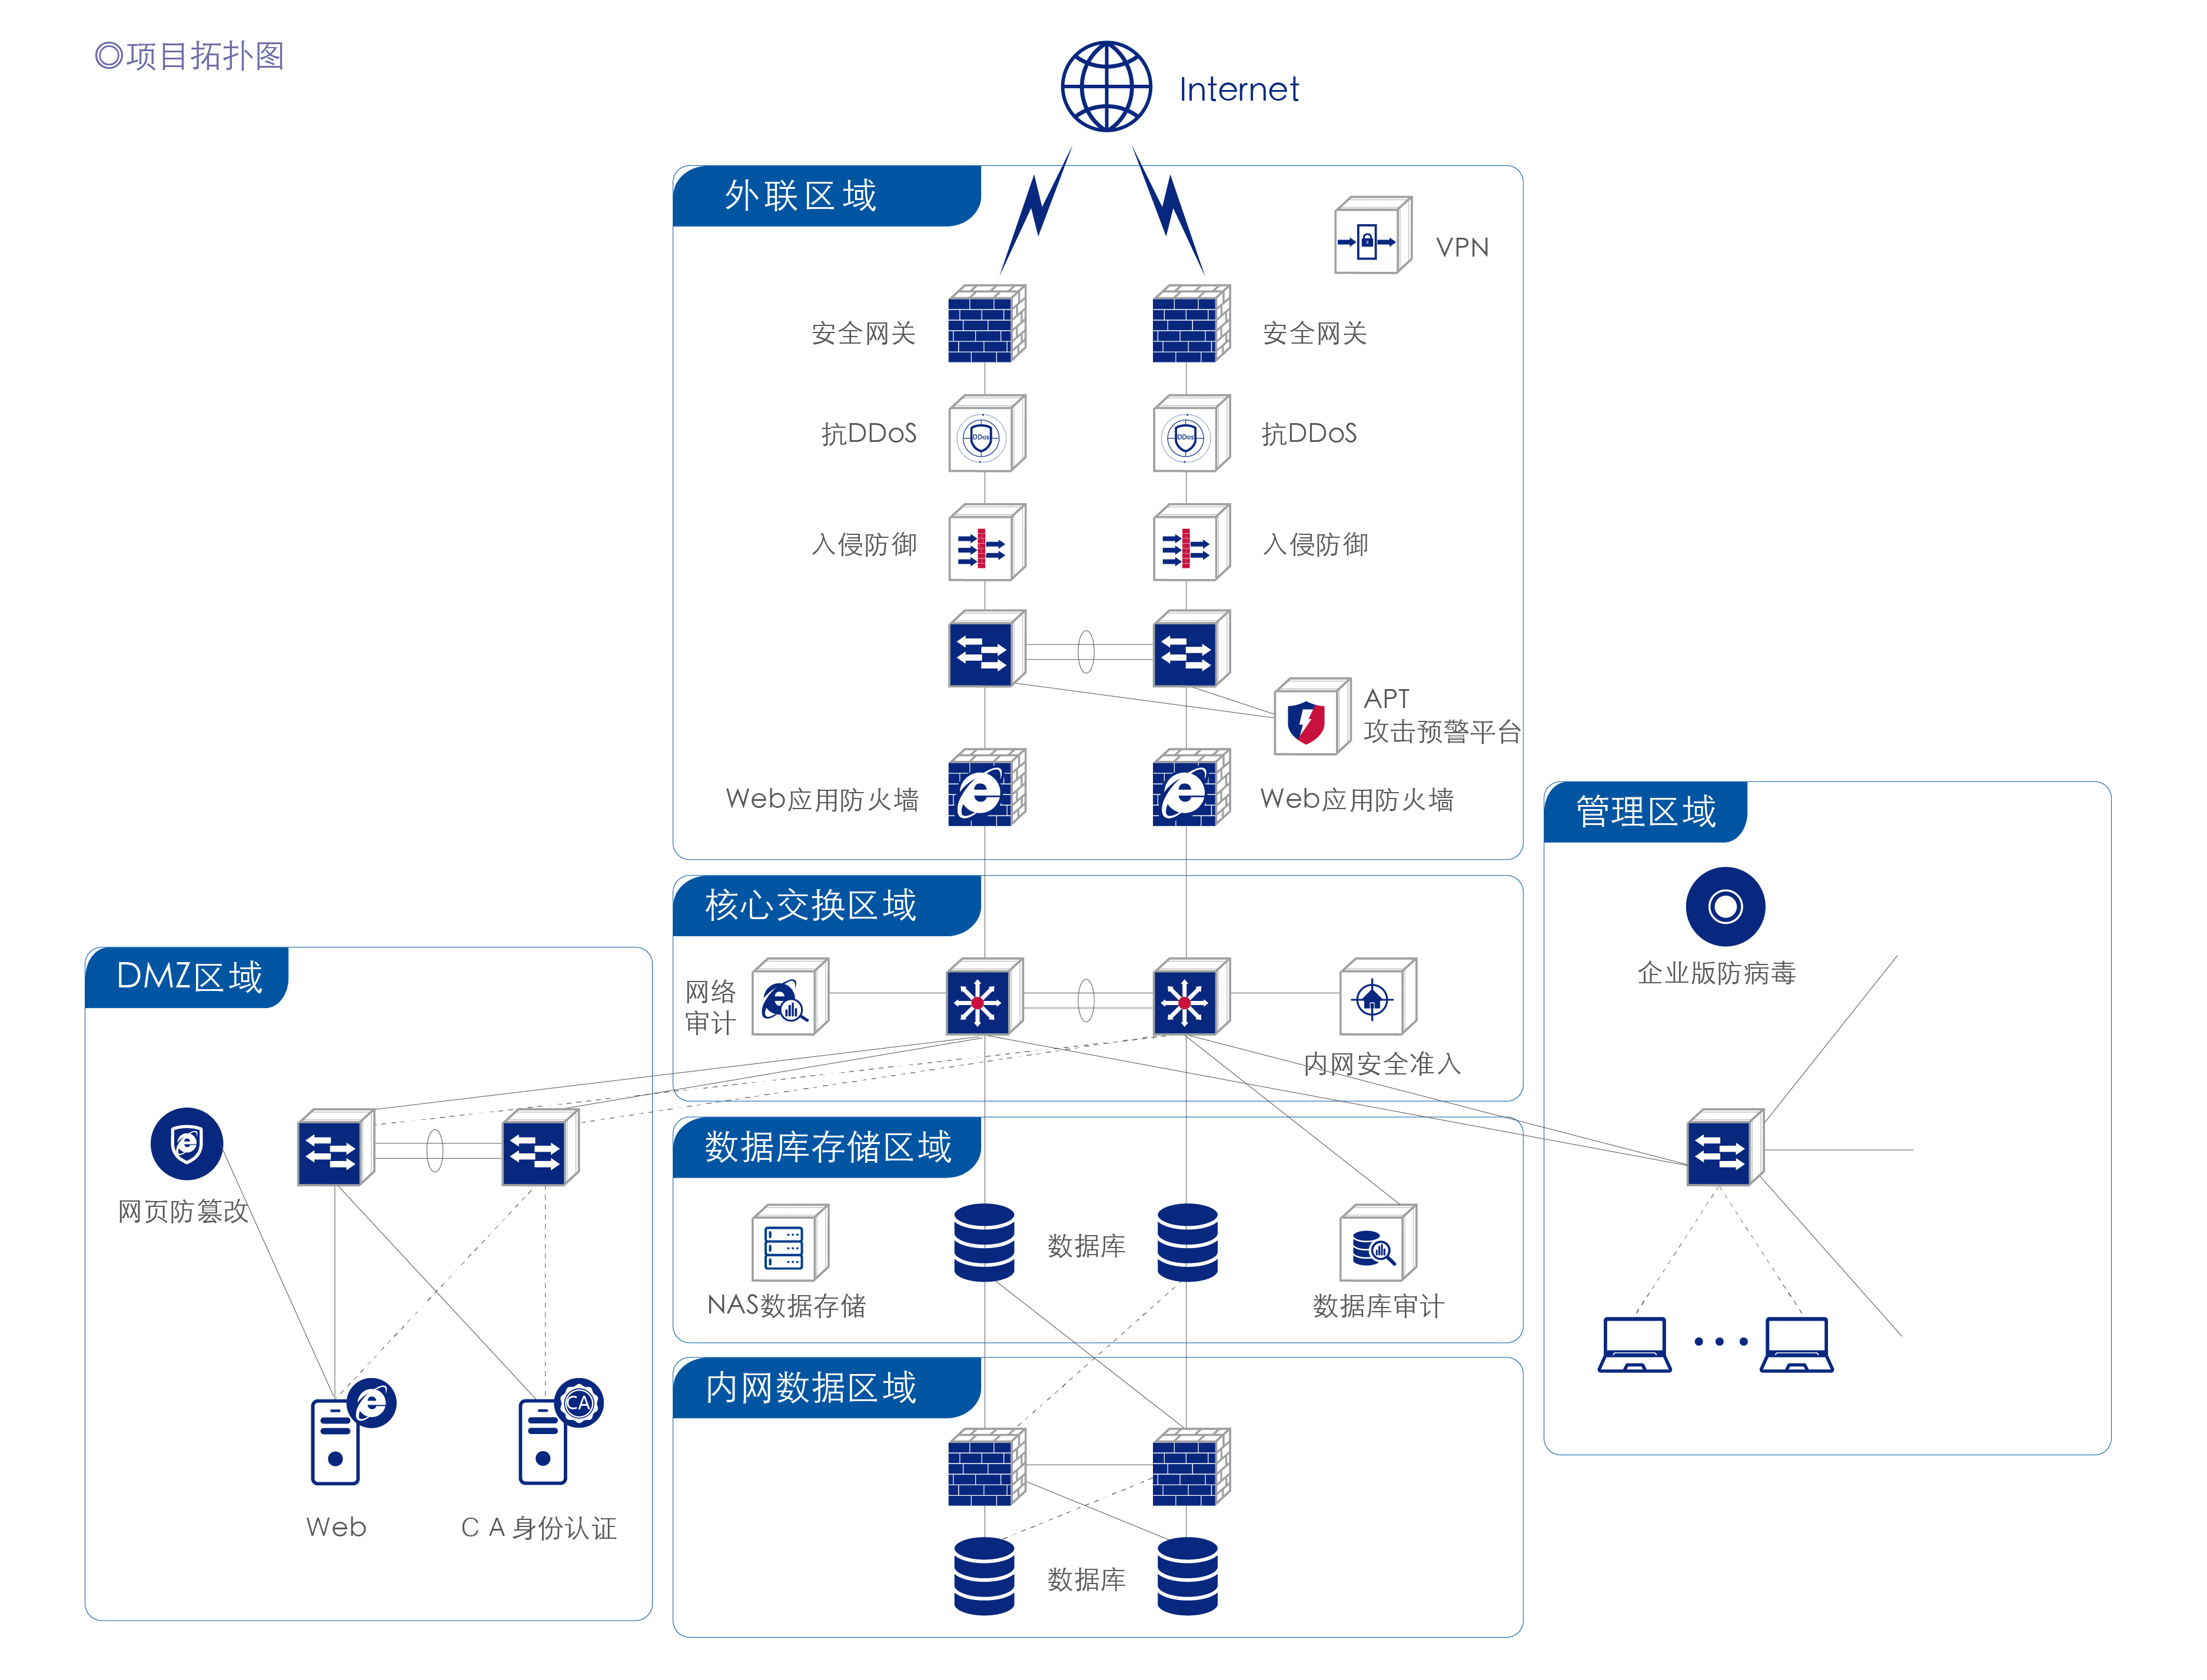 ◎项目拓扑图
Internet
外联区域
VPN
安全网关
安全网关
抗DDoS
DDos
DDos
抗DDoS
入侵防御
入侵防御
APT
攻击预警平台
Web应用防火墙
Web应用防火墙
管理区域
企业版防病毒
核心交换区域
网络
审计
内网安全准入
DMZ区域
网页防篡改
Web
CA
CA身份认证
数据库存储区域
NAS数据存储
数据库
数据库审计
内网数据区域
数据库